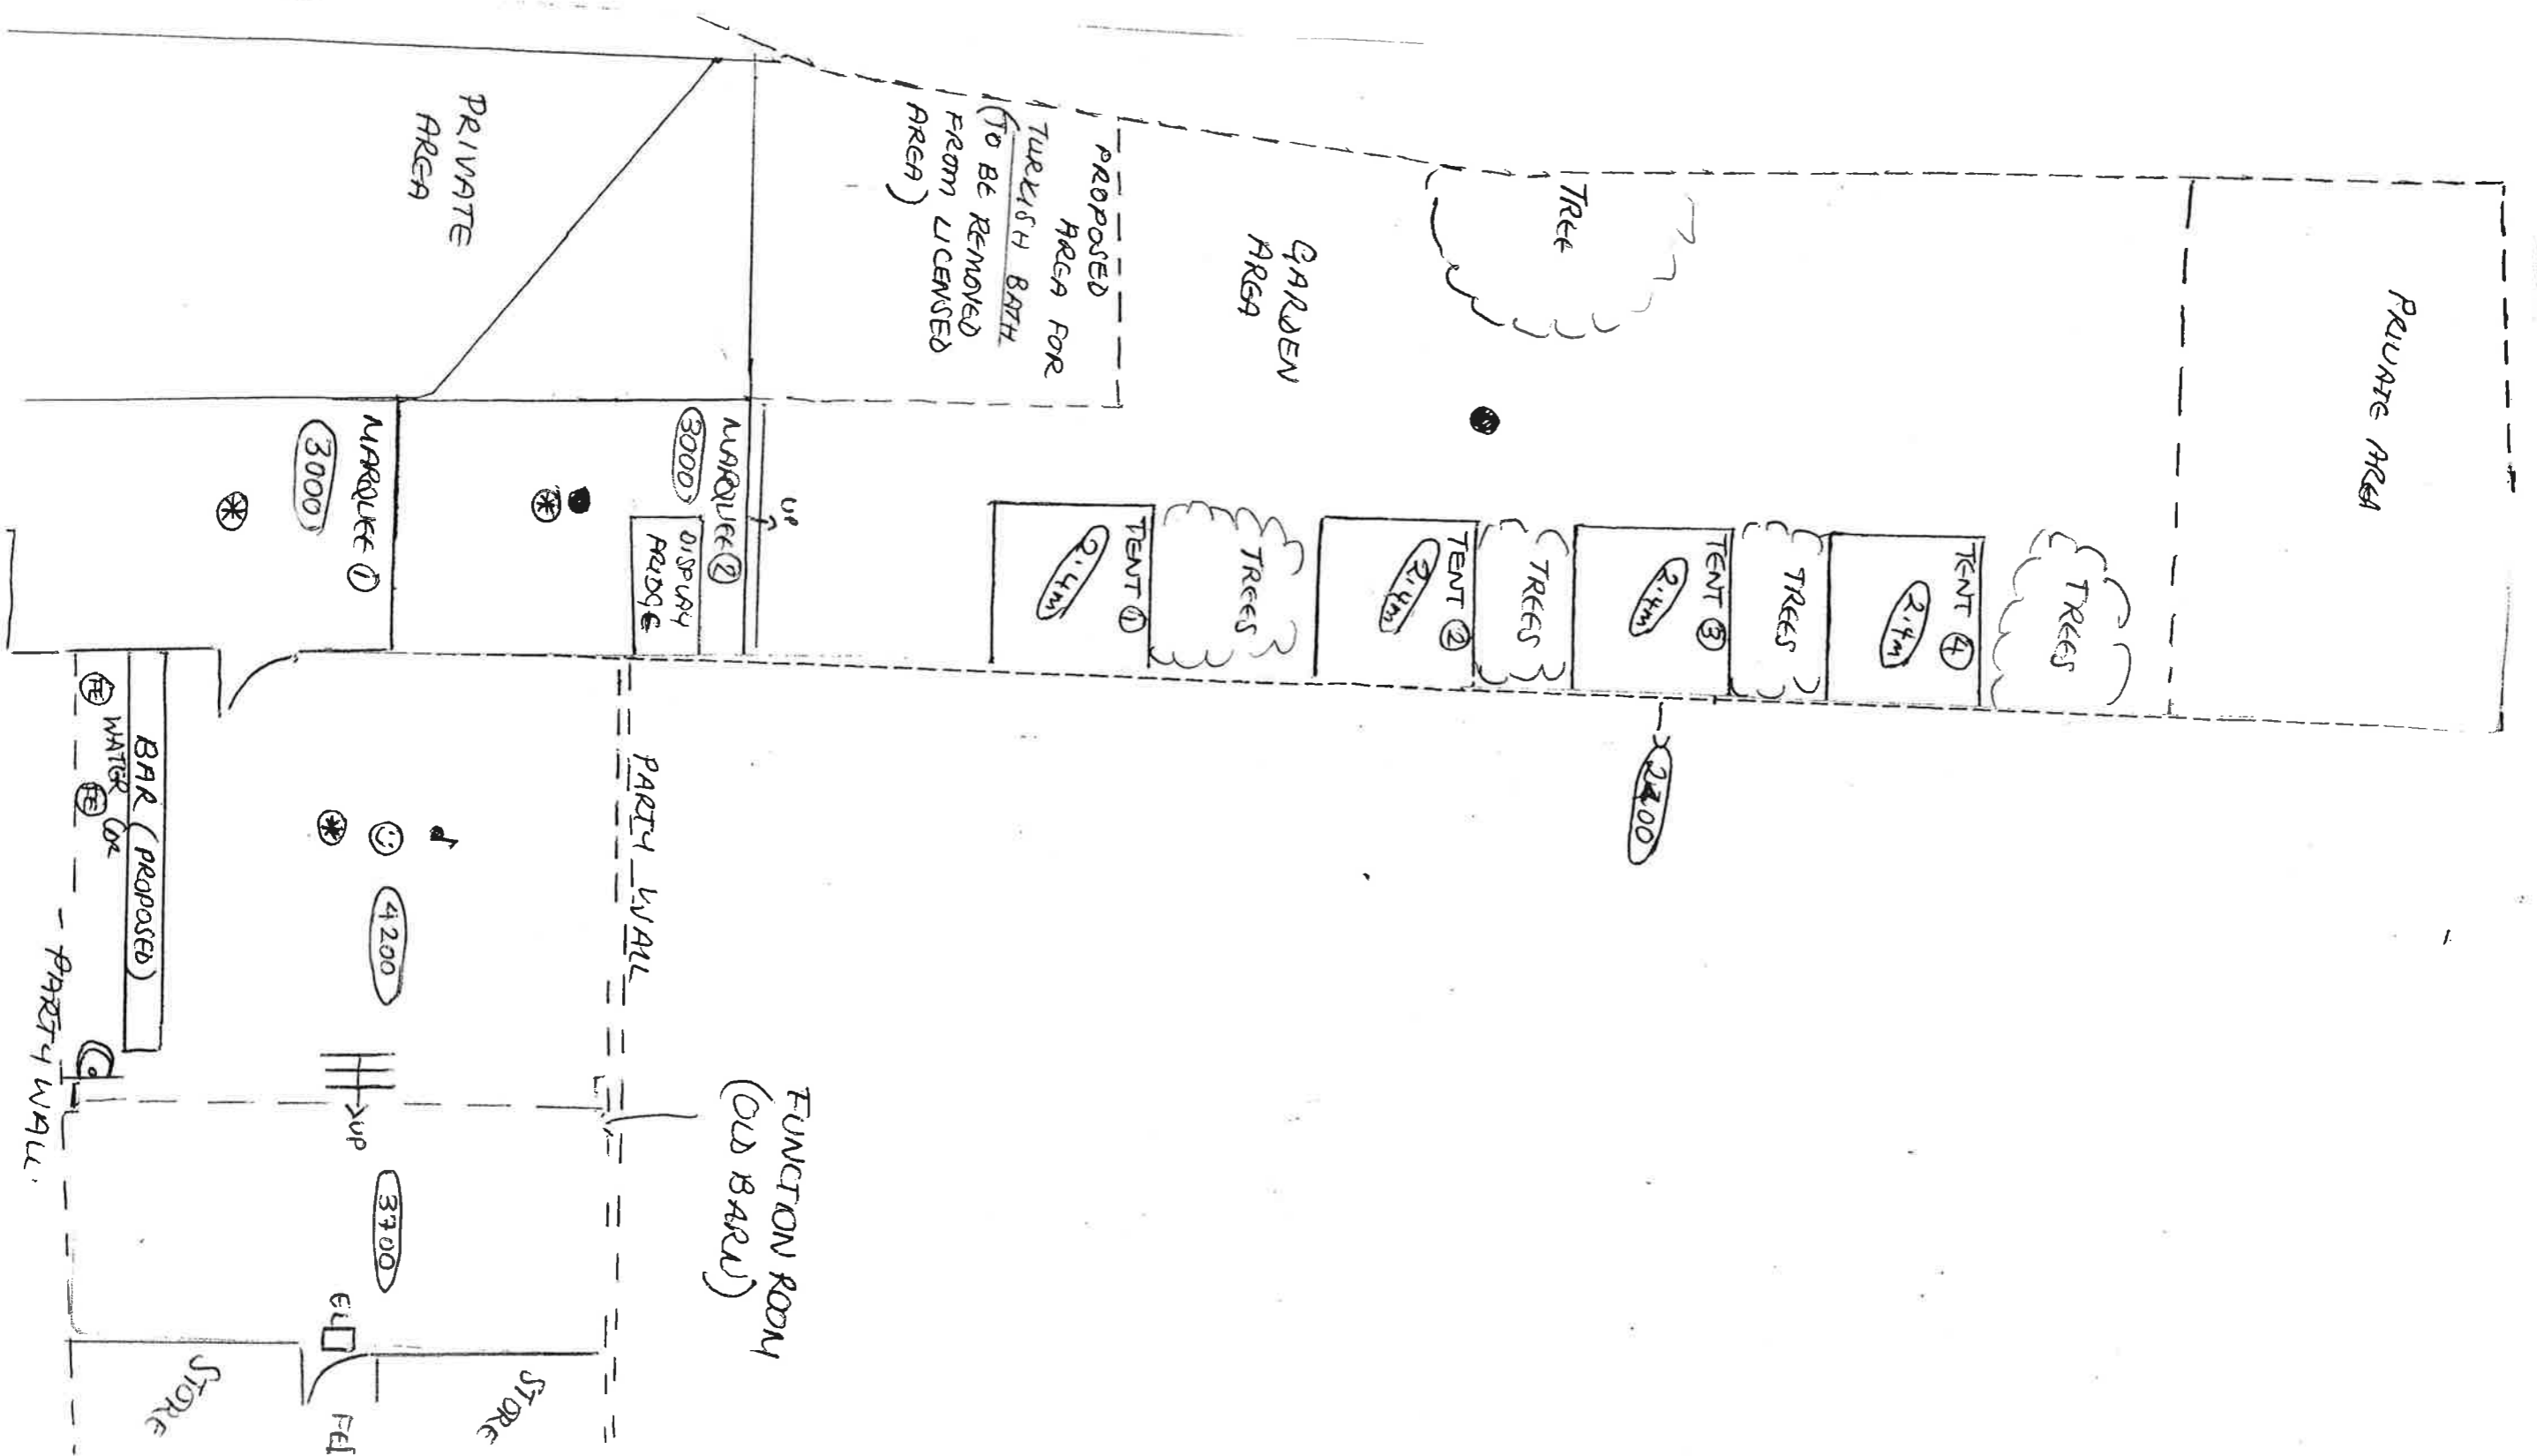 PRIVATE
AREA
PROPOSED
AREA FOR
TURKISH BATH
(TO BE REMOVED
FROM LICENSED
AREA)
GARDEN
AREA
TREE
PRIVATE AREA
MARQUEE ①
3000
MARQUEE ②
3000
UP
DISPLAY
TENT ①
2.4m
TREES
TENT ②
2.4m
TREES
TENT ③
2.4m
TREES
TENT ④
2.4m
TREES
FE
WATER
FE
BAR (PROPOSED)
PARTY WALL
4200
UP
PARTY WALL.
3700
FUNCTION ROOM
(OLD BARN)
EL
STORE
STORE